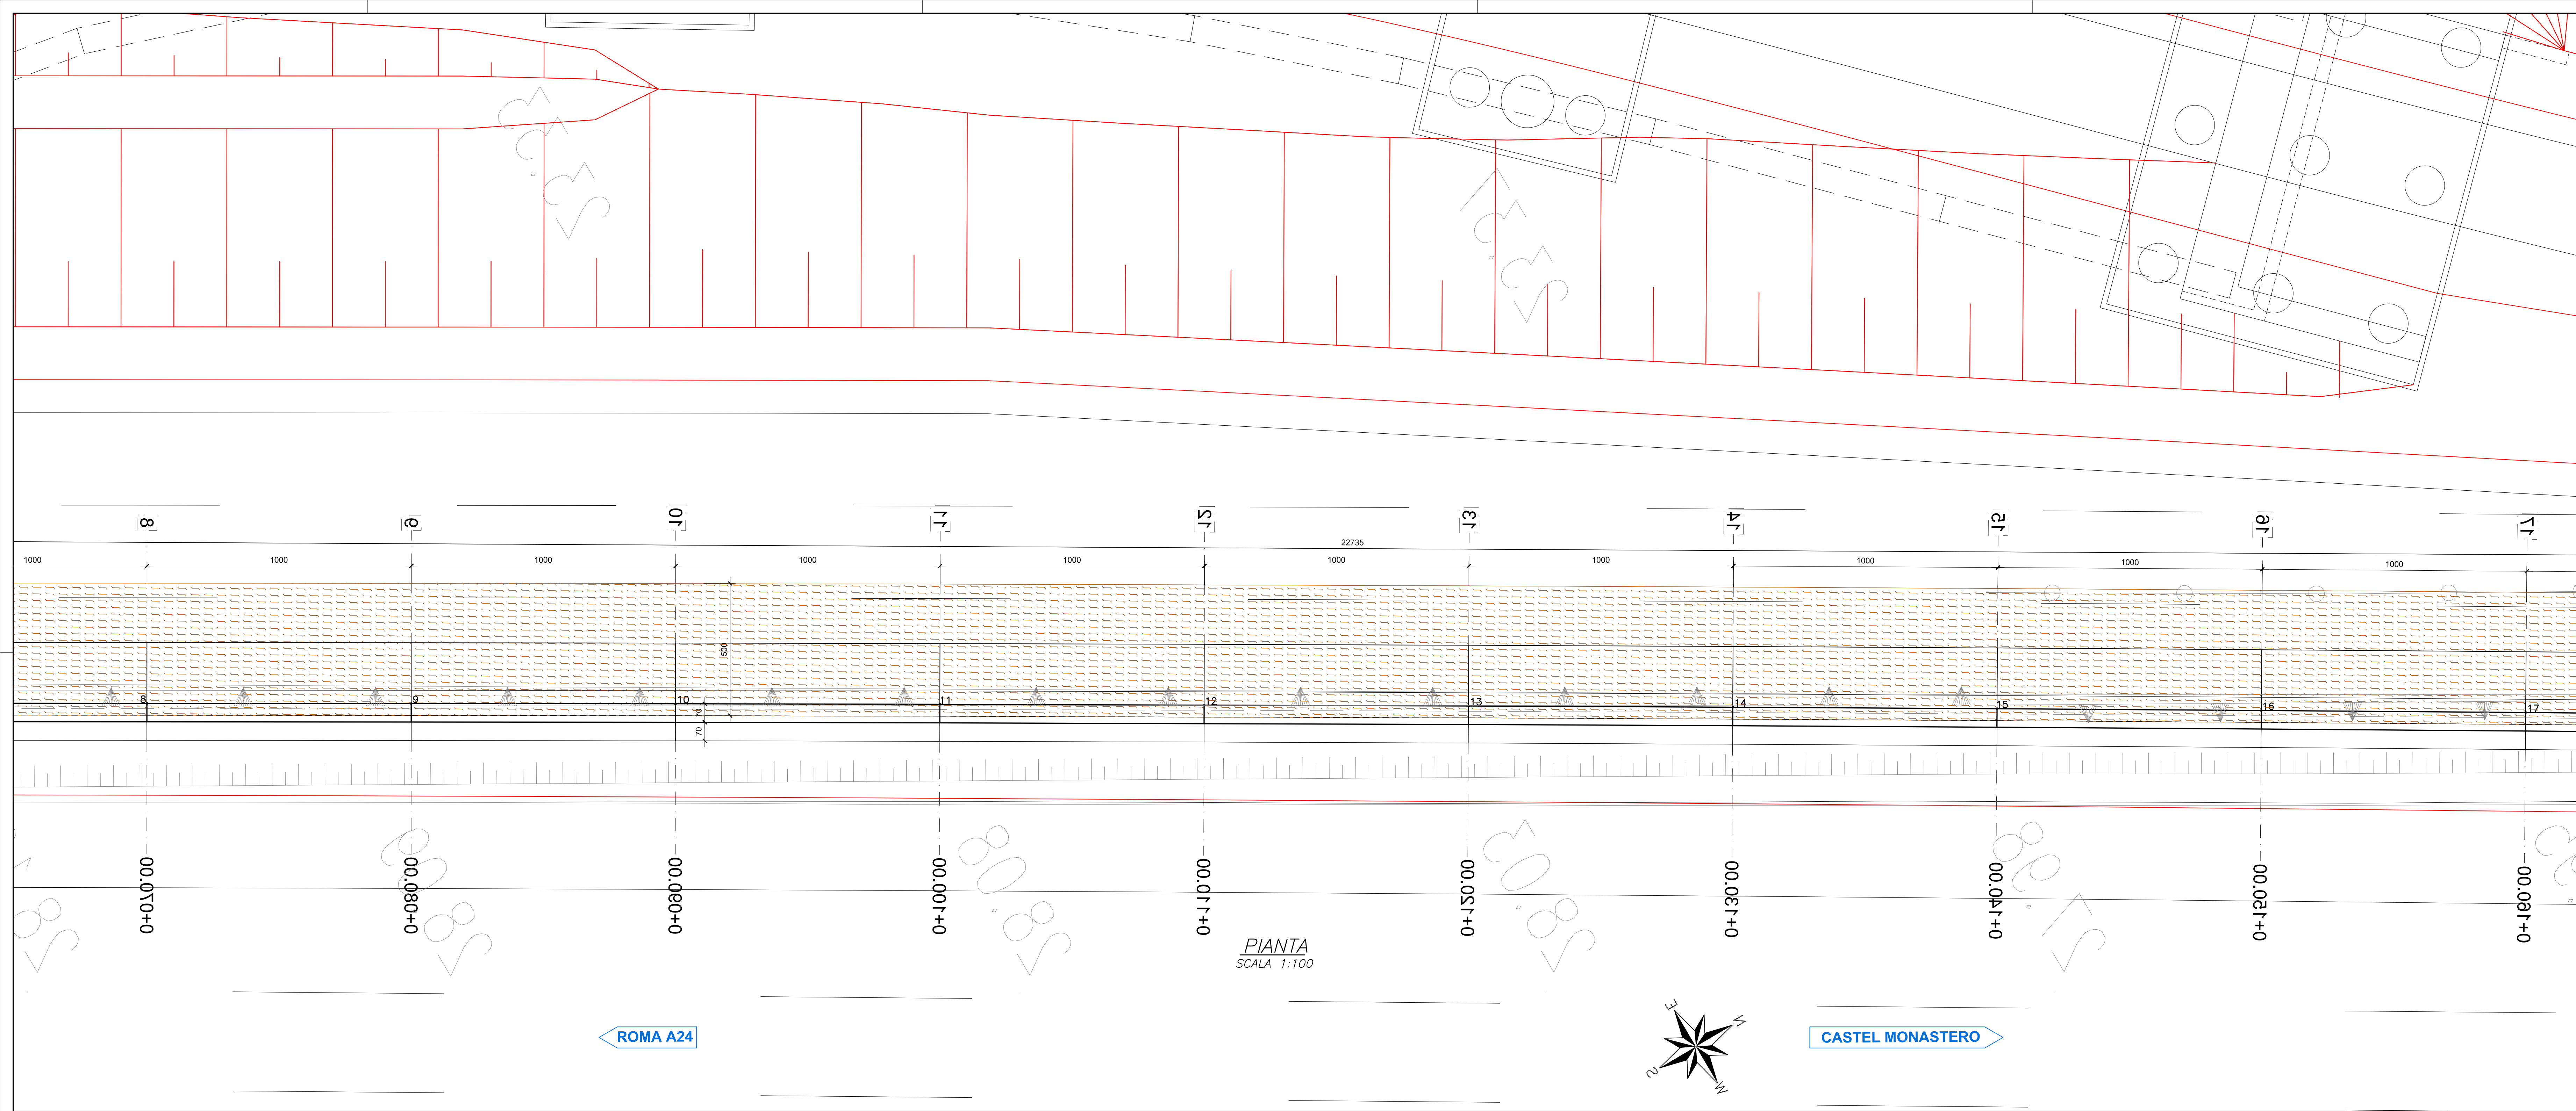 8 9 10 11 12 13 14 15 16 17
22735
1000 1000 1000 1000 1000 1000 1000 1000 1000 1000
500
8 9 10 11 12 13 14 15 16 17
70
70
0+070.00 0+080.00 0+090.00 0+100.00 0+110.00 0+120.00 0+130.00 0+140.00 0+150.00 0+160.00
PIANTA
SCALA 1:100
E N
S W
ROMA A24
CASTEL MONASTERO